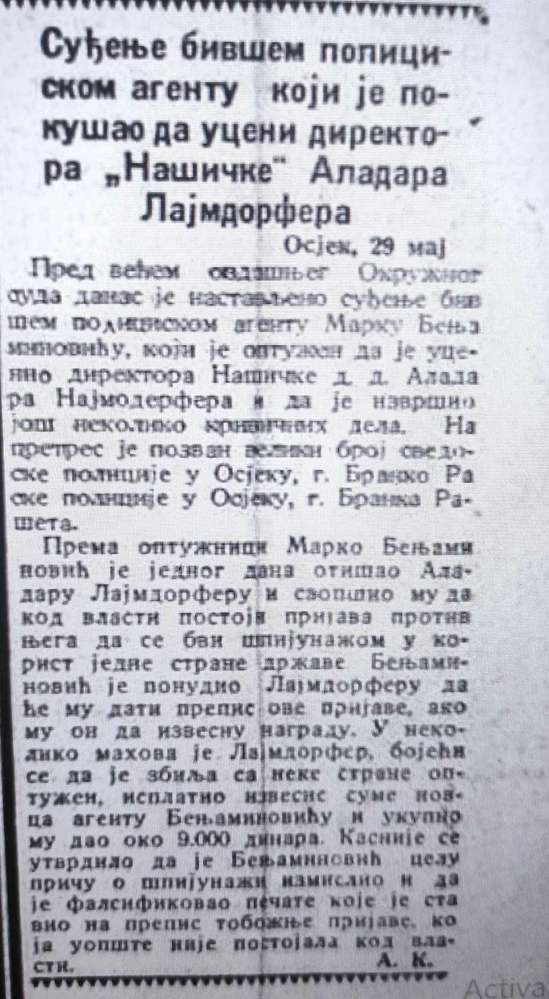 Суђење бившем полици-
ском агенту који је по-
кушао да уцени директо-
ра „Нашичке“ Аладара
Лајмдорфера
Осјек, 29 мај
Пред већем овдашњег Окружног
суда данас је настављено суђење бив
шем полициском агенту Марку Бења
миновићу, који је оптужен да је уце-
нио директора Нашичке д. д. Алада
ра Најмодерфера и да је извршио
још неколико кривичних дела. На
претрес је позван велики број сведо-
ске полиције у Осјеку, г. Бранко Ра
ске полиције у Осјеку, г. Бранка Ра-
шета.
Према оптужници Марко Бењами
новић је једног дана отишао Ала-
дару Лајмдорферу и саопшио му да
код власти постоји пријава против
њега да се бви шпијунажом у ко-
рист једне стране државе Бењами-
новић је понудио Лајмдорферу да
ће му дати препис ове пријаве, ако
му он да извесну награду. У неко-
лико махова је Лајмдорфер, бојећи
се да је збиља са неке стране оп-
тужен, исплатио извесне суме нов-
ца агенту Бењаминовићу и укупно
му дао око 9.000 динара. Касније се
утврдило да је Бењаминовић целу
причу о шпијунажи измислио и да
је фалсификовао печате које је ста
вио на препис тобожње пријаве, ко
ја уопште није постојала код вла-
сти. А. К.
Activa